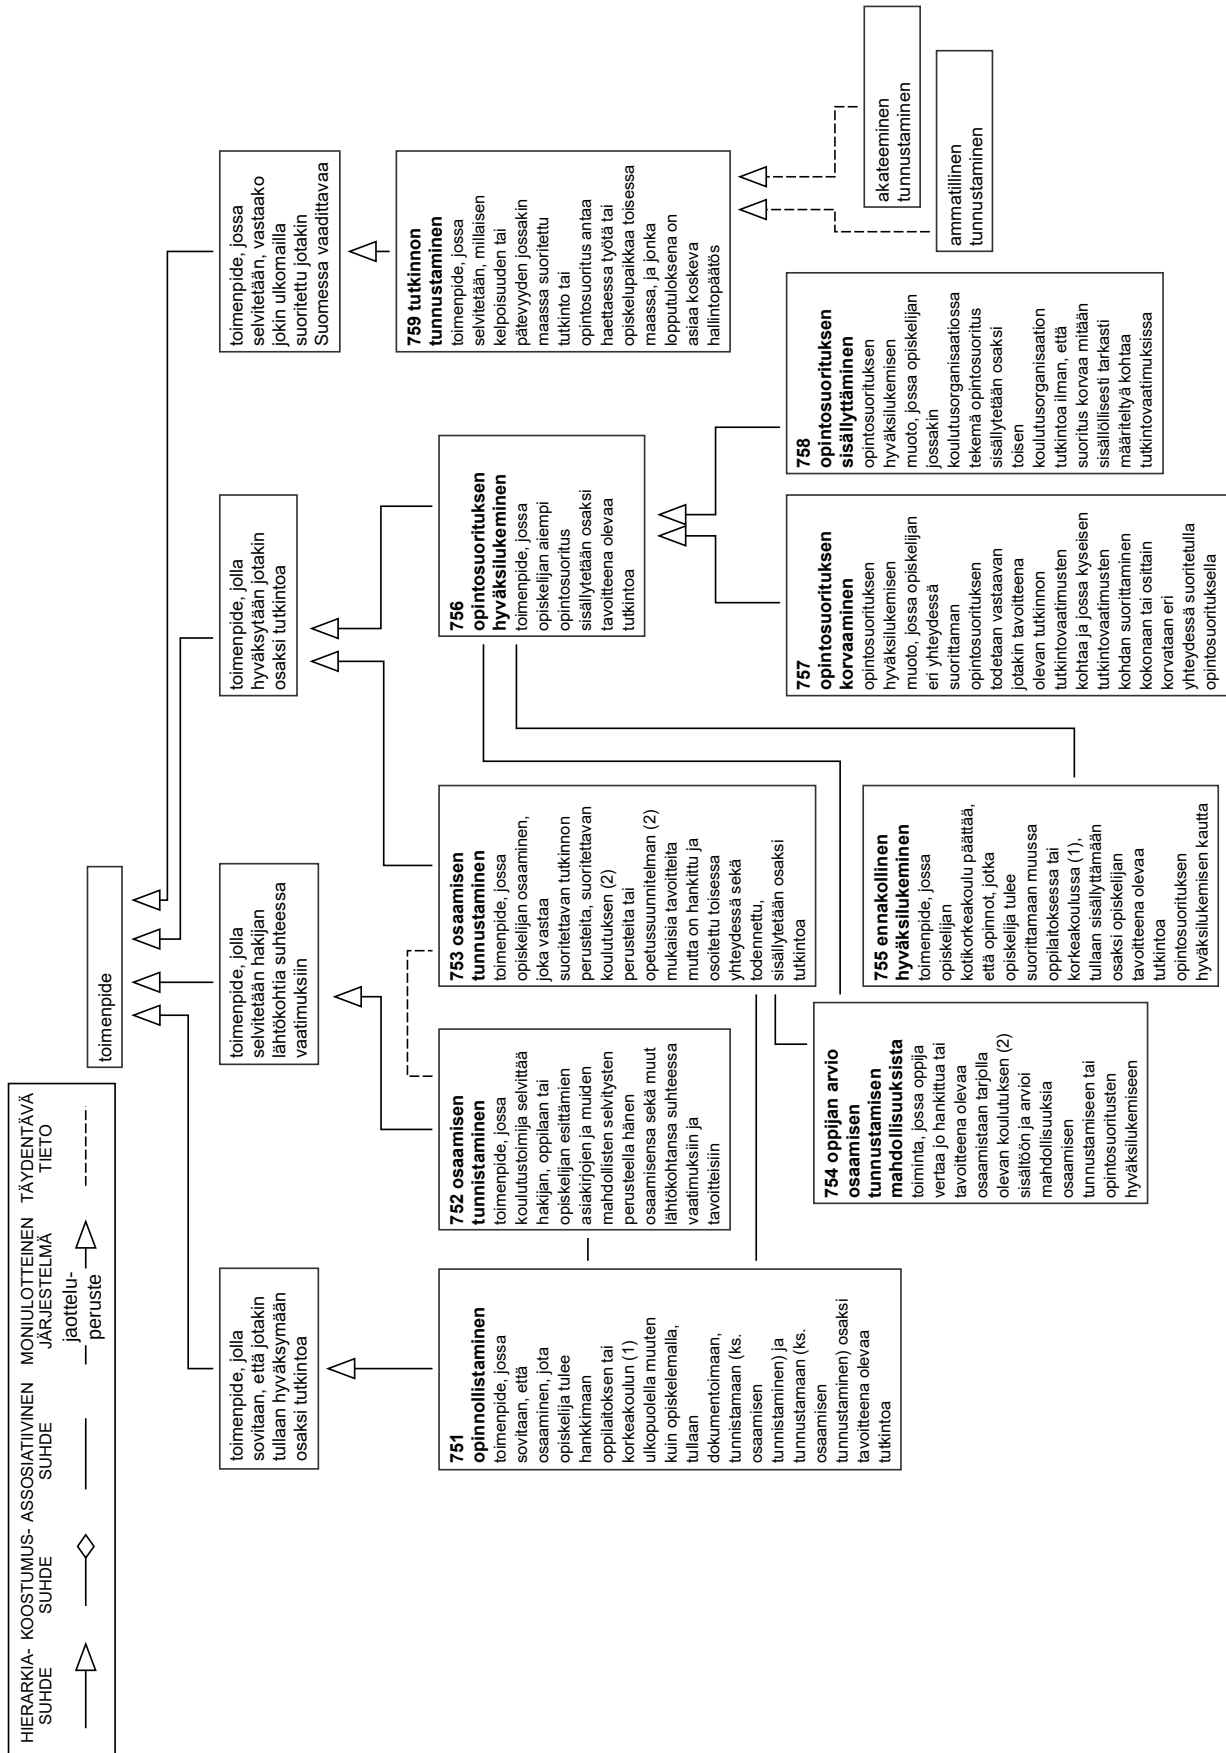 HIERARKIA-
SUHDE
KOOSTUMUS-
SUHDE
ASSOSIATIIVINEN
SUHDE
MONIULOTTEINEN
JÄRJESTELMÄ
jaottelu-
peruste
TÄYDENTÄVÄ
TIETO
toimenpide
toimenpide, jolla
sovitaan, että jotakin
tullaan hyväksymään
osaksi tutkintoa
toimenpide, jolla
selvitetään hakijan
lähtökohtia suhteessa
vaatimuksiin
toimenpide, jolla
hyväksytään jotakin
osaksi tutkintoa
toimenpide, jossa
selvitetään, vastaako
jokin ulkomailla
suoritettu jotakin
Suomessa vaadittavaa
751
opinnollistaminen
toimenpide, jossa
sovitaan, että
osaaminen, jota
opiskelija tulee
hankkimaan
oppilaitoksen tai
korkeakoulun (1)
ulkopuolella muuten
kuin opiskelemalla,
tullaan
dokumentoimaan,
tunnistamaan (ks.
osaamisen
tunnistaminen) ja
tunnustamaan (ks.
osaamisen
tunnustaminen) osaksi
tavoitteena olevaa
tutkintoa
752 osaamisen
tunnistaminen
toimenpide, jossa
koulutustoimija selvittää
hakijan, oppilaan tai
opiskelijan esittämien
asiakirjojen ja muiden
mahdollisten selvitysten
perusteella hänen
osaamisensa sekä muut
lähtökohtansa suhteessa
vaatimuksiin ja
tavoitteisiin
753 osaamisen
tunnustaminen
toimenpide, jossa
opiskelijan osaaminen,
joka vastaa
suoritettavan tutkinnon
perusteita, suoritettavan
koulutuksen (2)
perusteita tai
opetussuunnitelman (2)
mukaisia tavoitteita
mutta on hankittu ja
osoitettu toisessa
yhteydessä sekä
todennettu,
sisällytetään osaksi
tutkintoa
756
opintosuorituksen
hyväksilukeminen
toimenpide, jossa
opiskelijan aiempi
opintosuoritus
sisällytetään osaksi
tavoitteena olevaa
tutkintoa
759 tutkinnon
tunnustaminen
toimenpide, jossa
selvitetään, millaisen
kelpoisuuden tai
pätevyyden jossakin
maassa suoritettu
tutkinto tai
opintosuoritus antaa
haettaessa työtä tai
opiskelupaikkaa toisessa
maassa, ja jonka
lopputuloksena on
asiaa koskeva
hallintopäätös
754 oppijan arvio
osaamisen
tunnustamisen
mahdollisuuksista
toiminta, jossa oppija
vertaa jo hankittua tai
tavoitteena olevaa
osaamistaan tarjolla
olevan koulutuksen (2)
sisältöön ja arvioi
mahdollisuuksia
osaamisen
tunnustamiseen tai
opintosuoritusten
hyväksilukemiseen
755 ennakollinen
hyväksilukeminen
toimenpide, jossa
opiskelijan
kotikorkeakoulu päättää,
että opinnot, jotka
opiskelija tulee
suorittamaan muussa
oppilaitoksessa tai
korkeakoulussa (1),
tullaan sisällyttämään
osaksi opiskelijan
tavoitteena olevaa
tutkintoa
opintosuorituksen
hyväksilukemisen kautta
757
opintosuorituksen
korvaaminen
opintosuorituksen
hyväksilukemisen
muoto, jossa opiskelijan
eri yhteydessä
suorittaman
opintosuorituksen
todetaan vastaavan
jotakin tavoitteena
olevan tutkinnon
tutkintovaatimusten
kohtaa ja jossa kyseisen
tutkintovaatimusten
kohdan suorittaminen
kokonaan tai osittain
korvataan eri
yhteydessä suoritetulla
opintosuorituksella
758
opintosuorituksen
sisällyttäminen
opintosuorituksen
hyväksilukemisen
muoto, jossa opiskelijan
jossakin
koulutusorganisaatiossa
tekemä opintosuoritus
sisällytetään osaksi
toisen
koulutusorganisaation
tutkintoa ilman, että
suoritus korvaa mitään
sisällöllisesti tarkasti
määriteltyä kohtaa
tutkintovaatimuksissa
ammatillinen
tunnustaminen
akateeminen
tunnustaminen